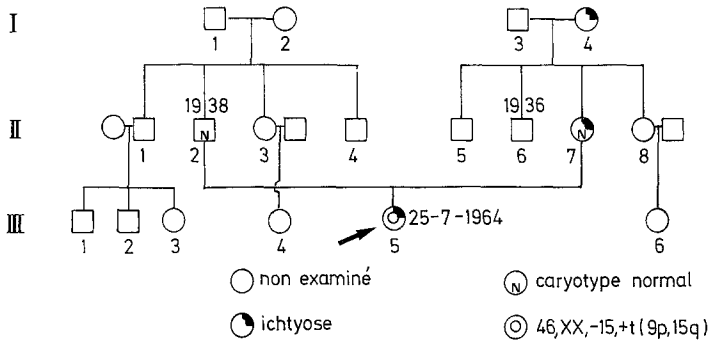 I
1 2 3 4
19 38 19 36
II
N N
1 2 3 4 5 6 7 8
III
25-7-1964
1 2 3 4 5 6
non examiné
N caryotype normal
ichtyose
46,XX,-15,+t(9p,15q)